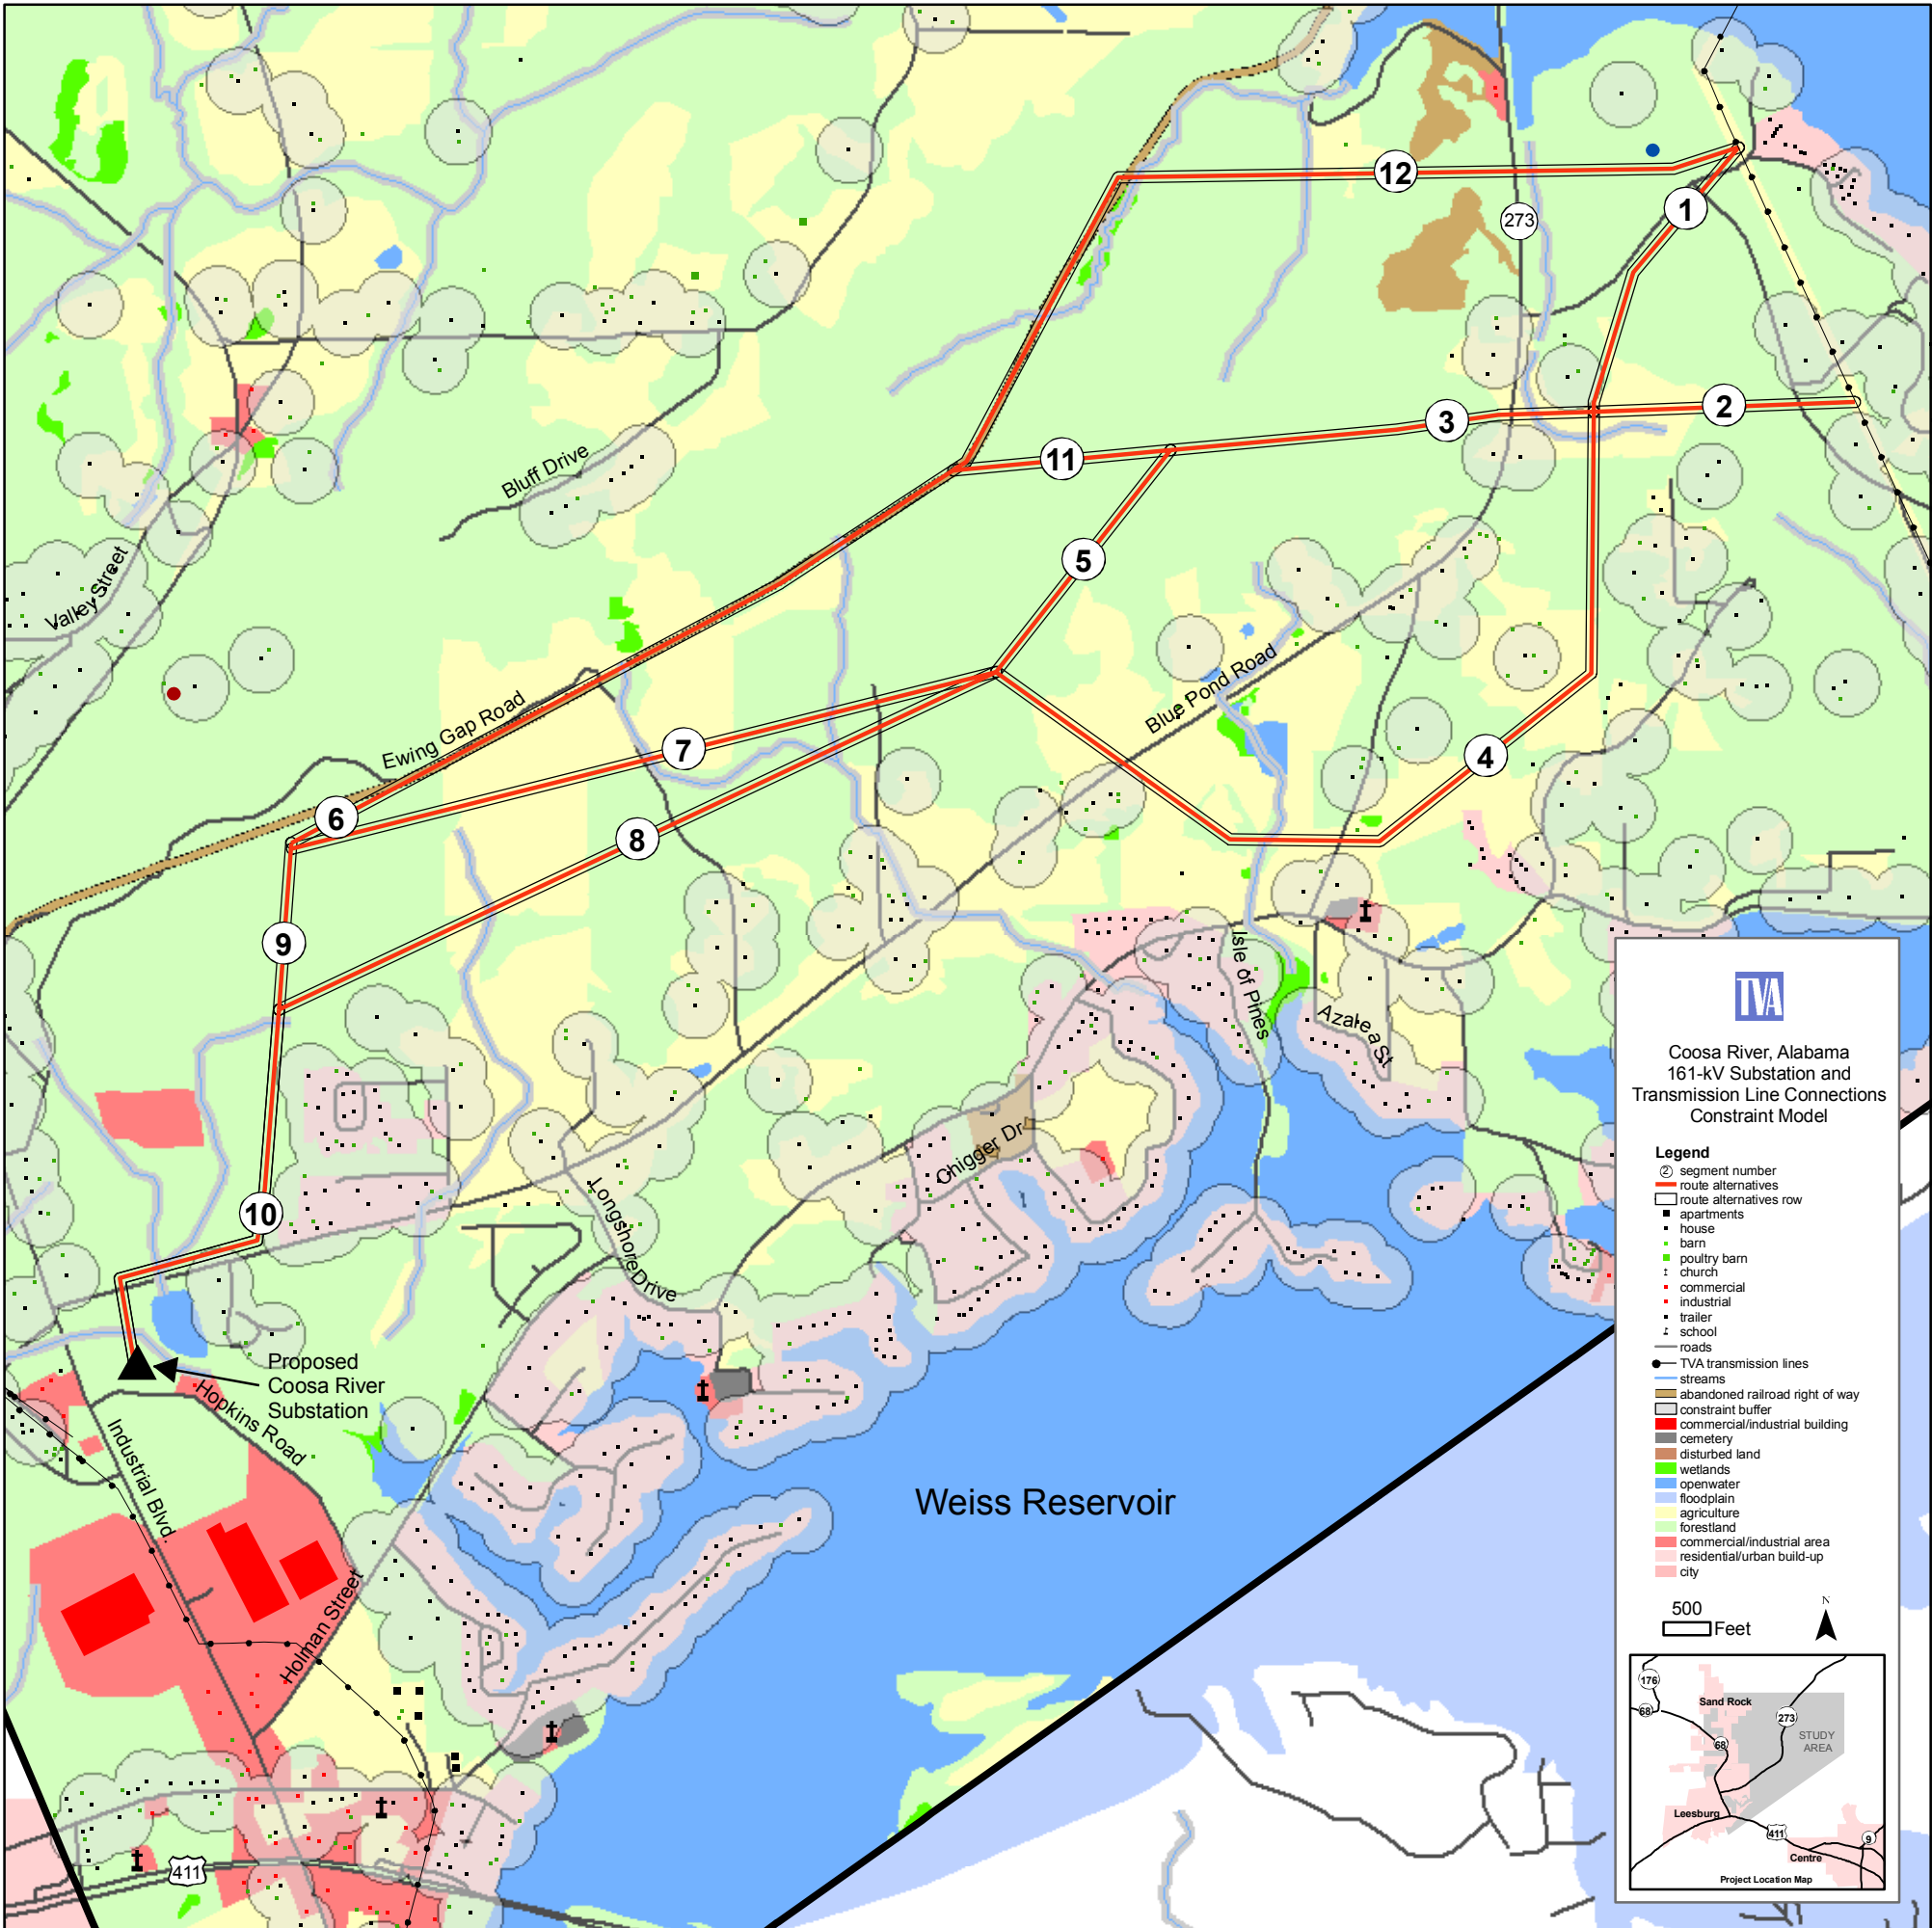 12
1
273
2
3
11
Bluff Drive
5
Valley Street
Blue Pond Road
Ewing Gap Road
7
4
6
8
9
Isle of Pines
Azalea St
Chigger Dr
10
Longshore Drive
Proposed
Coosa River
Substation
Hopkins Road
Industrial Blvd
Holman Street
Weiss Reservoir
411
TVA
Coosa River, Alabama
161-kV Substation and
Transmission Line Connections
Constraint Model
Legend
2 segment number
route alternatives
route alternatives row
apartments
house
barn
poultry barn
church
commercial
industrial
trailer
school
roads
TVA transmission lines
streams
abandoned railroad right of way
constraint buffer
commercial/industrial building
cemetery
disturbed land
wetlands
openwater
floodplain
agriculture
forestland
commercial/industrial area
residential/urban build-up
city
500
Feet
N
176
Sand Rock
68
273
STUDY
AREA
68
Leesburg
411
9
Centre
Project Location Map